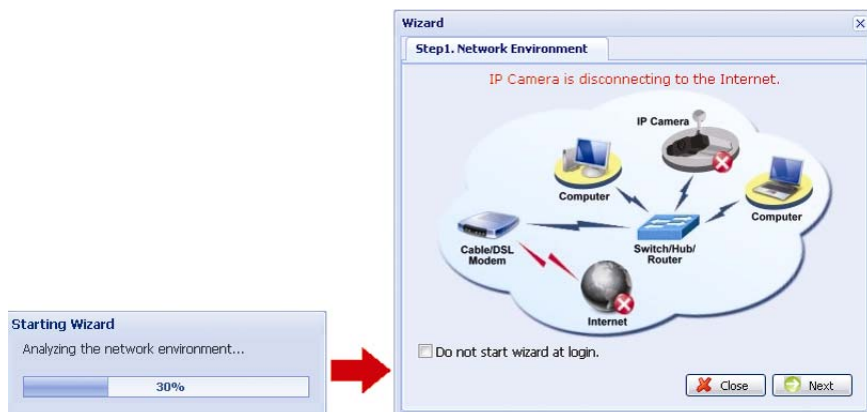 Starting Wizard
Analyzing the network environment...
30%
Wizard
Step1. Network Environment
IP Camera is disconnecting to the Internet.
IP Camera
Computer
Computer
Cable/DSL
Modem
Switch/Hub/
Router
Internet
Do not start wizard at login.
Close
Next